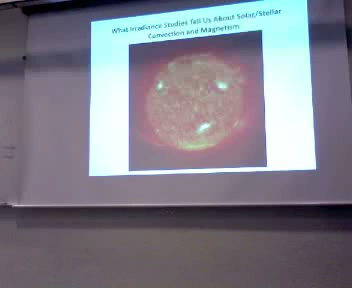 What Irradiance Studies Tell Us About Solar/Stellar
Convection and Magnetism